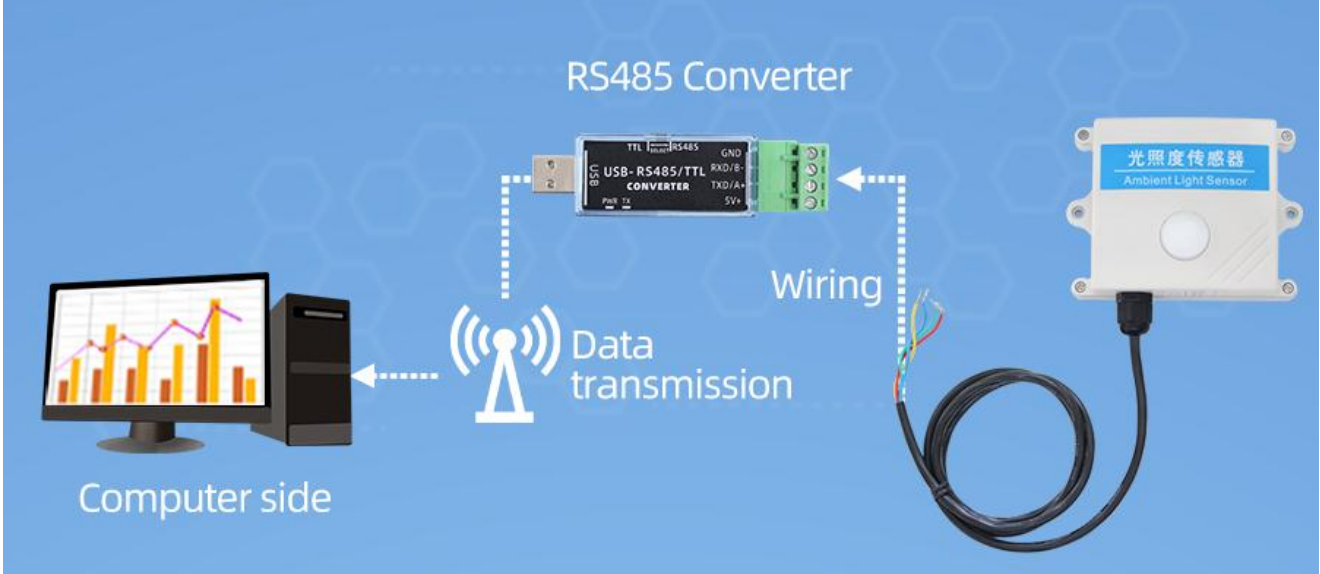 RS485 Converter
TTL SELECT RS485
GND
USB
USB-RS485/TTL
RXD/B-
CONVERTER
TXD/A+
PWR TX
5V+
光照度传感器
Ambient Light Sensor
Wiring
Data
transmission
Computer side